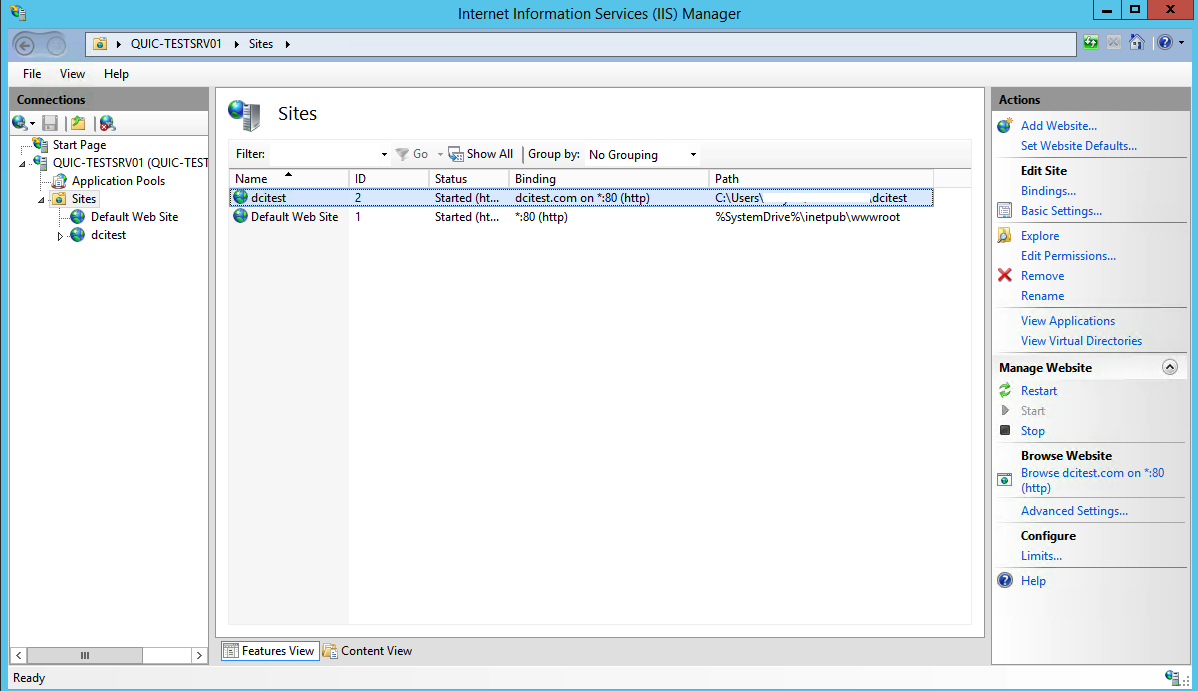 Internet Information Services (IIS) Manager
QUIC-TESTSRV01 Sites
File View Help
Connections
Start Page
QUIC-TESTSRV01 (QUIC-TEST
Application Pools
Sites
Default Web Site
dcitest
Sites
Filter: Go Show All Group by: No Grouping
Name ID Status Binding Path
dcitest 2 Started (ht... dcitest.com on *:80 (http) C:\Users\ \dcitest
Default Web Site 1 Started (ht... *:80 (http) %SystemDrive%\inetpub\wwwroot
Features View Content View
Actions
Add Website...
Set Website Defaults...
Edit Site
Bindings...
Basic Settings...
Explore
Edit Permissions...
Remove
Rename
View Applications
View Virtual Directories
Manage Website
Restart
Start
Stop
Browse Website
Browse dcitest.com on *:80
(http)
Advanced Settings...
Configure
Limits...
Help
Ready